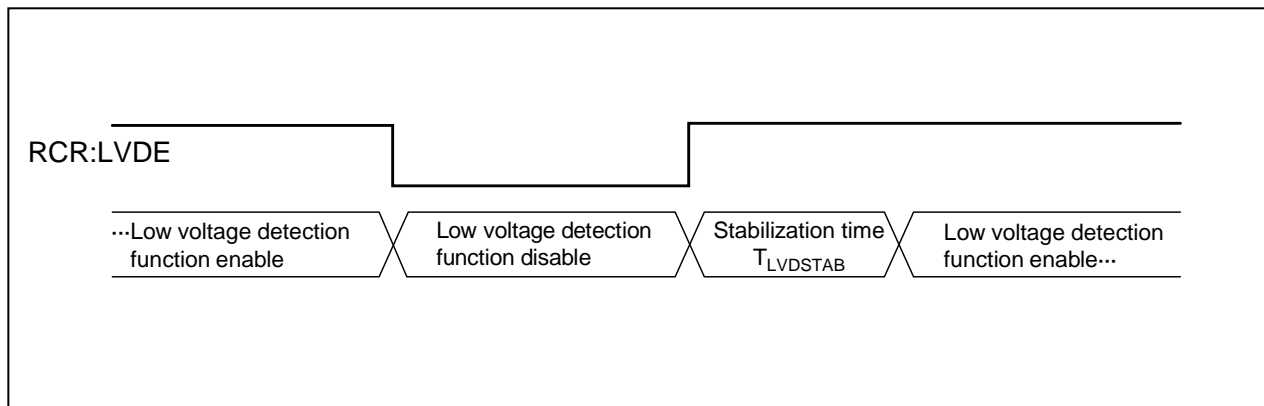 RCR:LVDE
···Low voltage detection
function enable
Low voltage detection
function disable
Stabilization time
TLVDSTAB
Low voltage detection
function enable···